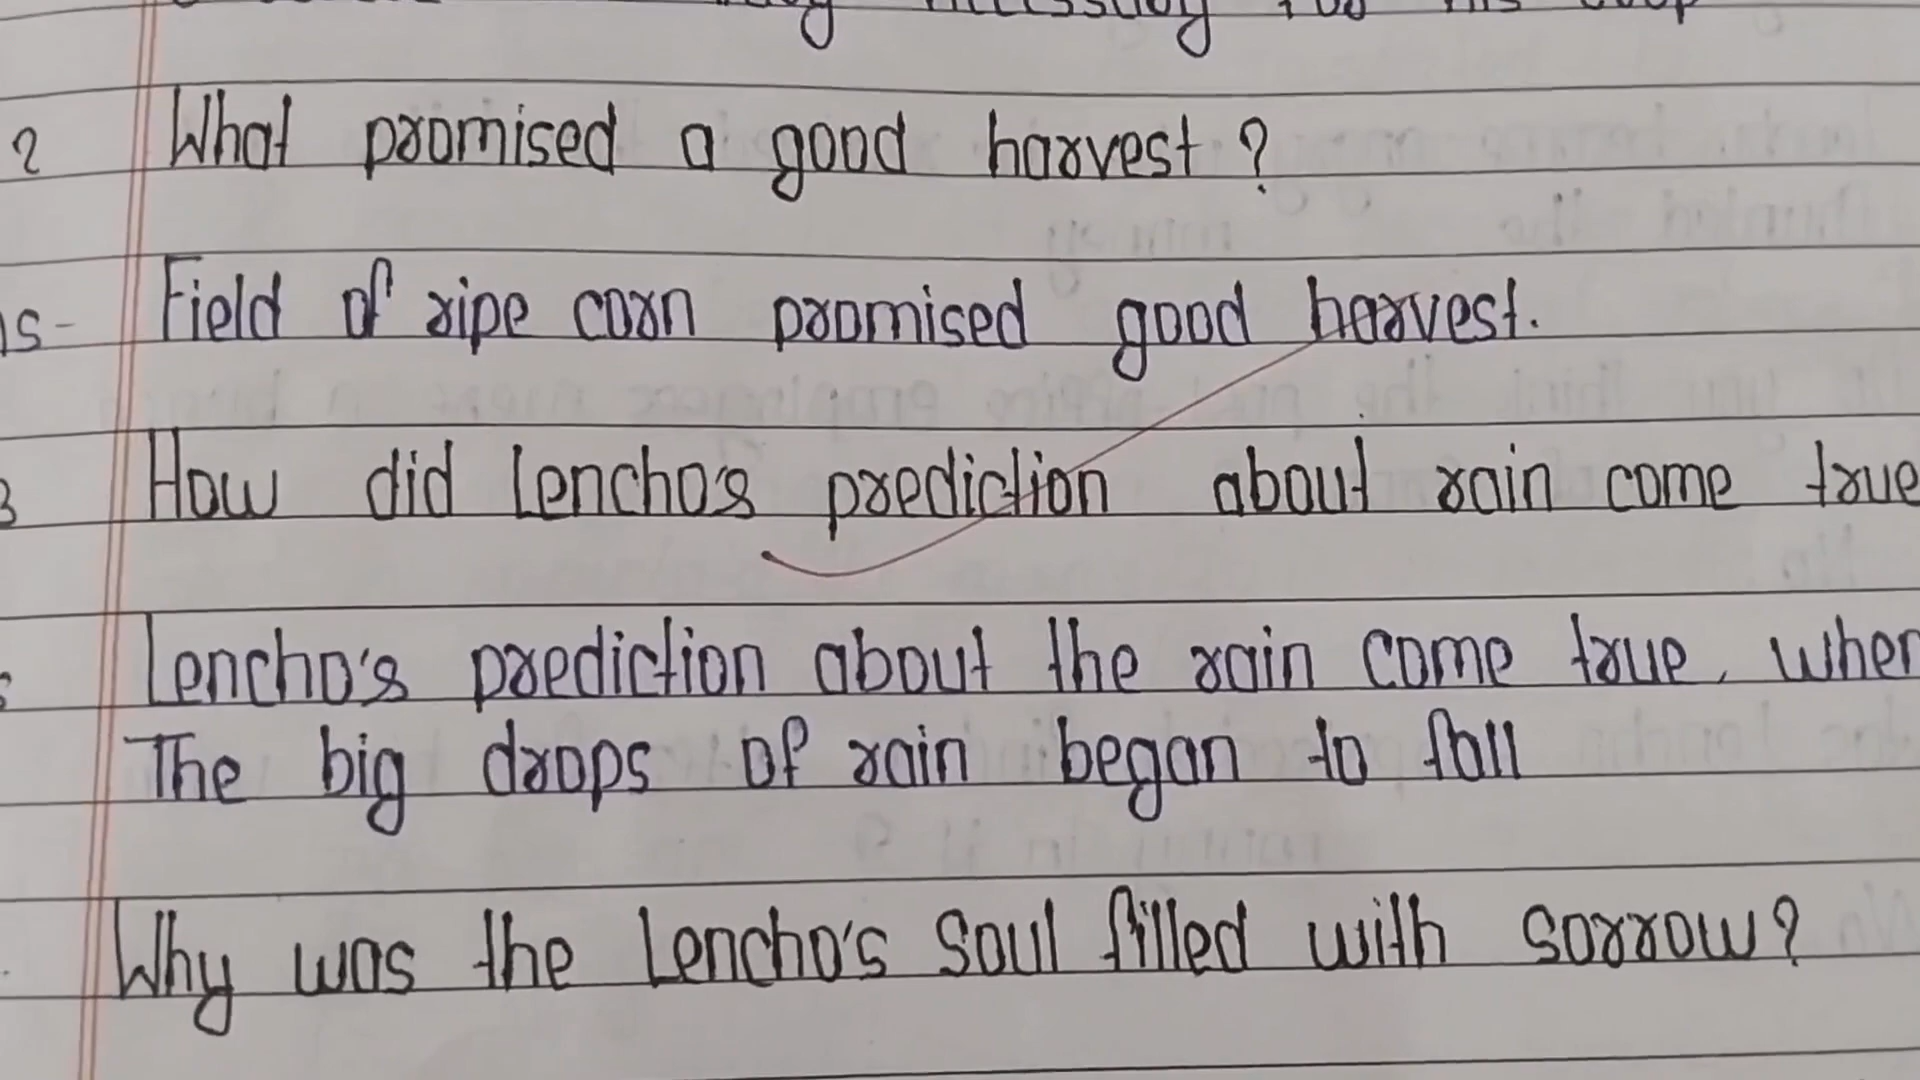 2 What promised a good harvest ?
Field of ripe corn promised good harvest.
How did Lencho's prediction about rain come true
Lencho's prediction about the rain come true, when
The big drops of rain began to fall
Why was the Lencho's soul filled with sorrow?